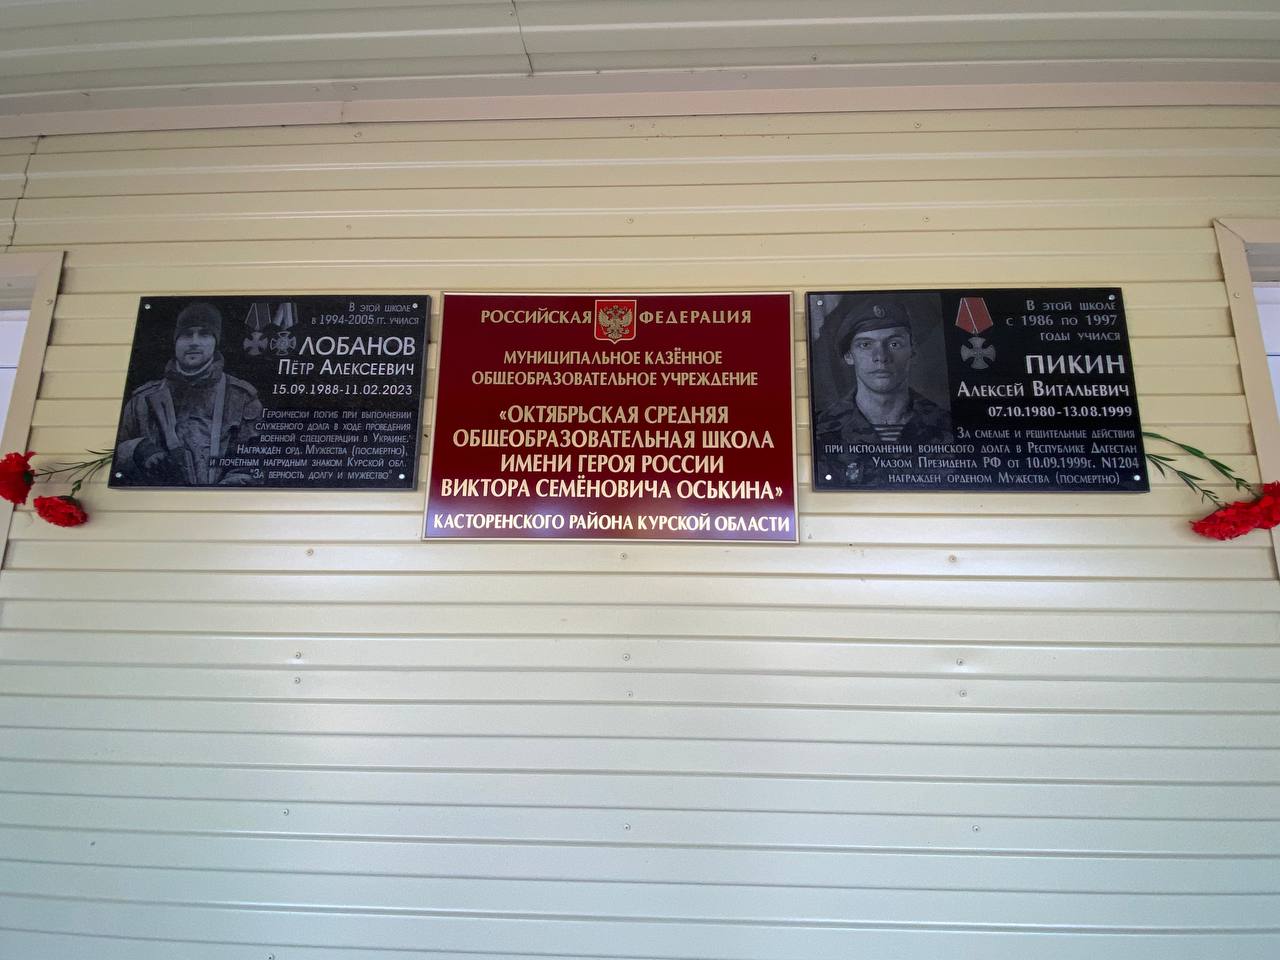 В этой школе
в 1994-2005 гг. учился
ЛОБАНОВ
Пётр Алексеевич
15.09.1988-11.02.2023
Героически погиб при выполнении
служебного долга в ходе проведения
военной спецоперации в Украине,
Награжден орд. Мужества (посмертно),
и почётным нагрудным знаком Курской обл.
"За верность долгу и мужество"
РОССИЙСКАЯ ФЕДЕРАЦИЯ
МУНИЦИПАЛЬНОЕ КАЗЁННОЕ
ОБЩЕОБРАЗОВАТЕЛЬНОЕ УЧРЕЖДЕНИЕ
«ОКТЯБРЬСКАЯ СРЕДНЯЯ
ОБЩЕОБРАЗОВАТЕЛЬНАЯ ШКОЛА
ИМЕНИ ГЕРОЯ РОССИИ
ВИКТОРА СЕМЁНОВИЧА ОСЬКИНА»
КАСТОРЕНСКОГО РАЙОНА КУРСКОЙ ОБЛАСТИ
В этой школе
с 1986 по 1997
годы учился
ПИКИН
Алексей Витальевич
07.10.1980-13.08.1999
За смелые и решительные действия
при исполнении воинского долга в Республике Дагестан
Указом Президента РФ от 10.09.1999г. N1204
награжден орденом Мужества (посмертно)